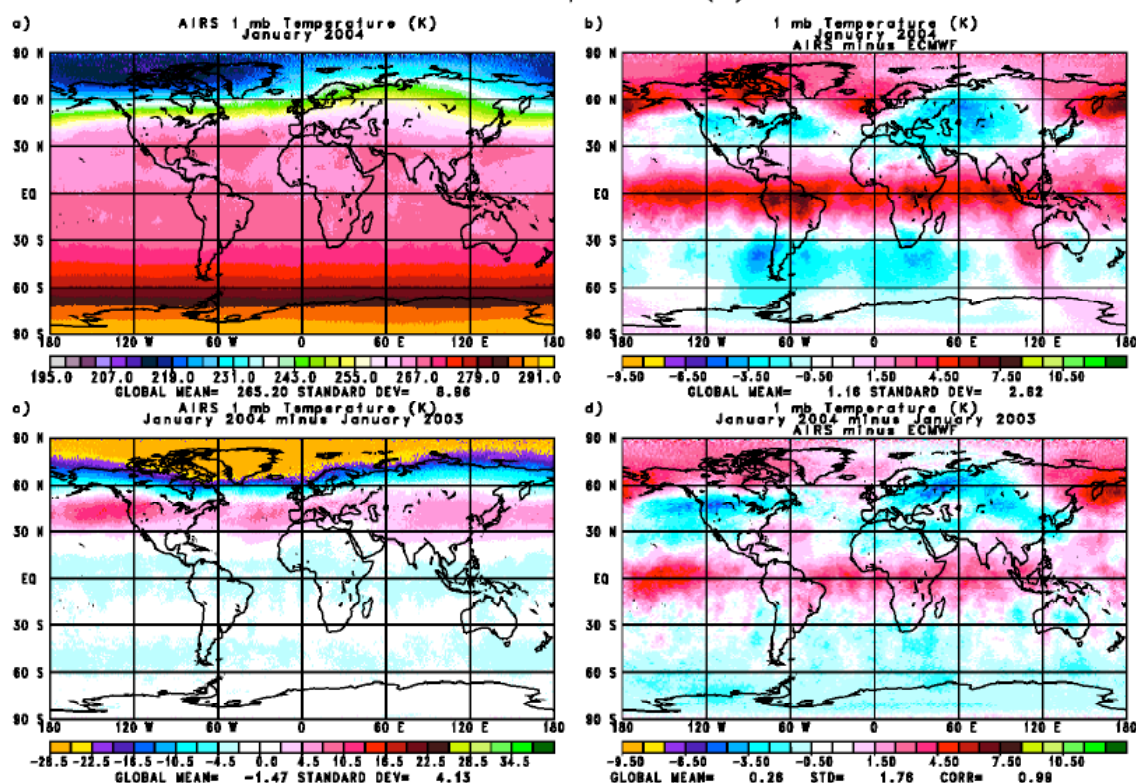 a) AIRS 1 mb Temperature (K)
January 2004
90 N
60 N
30 N
EQ
30 S
60 S
90 S
180 120 W 60 0 60 E 120 180
195.0 207.0 219.0 231.0 243.0 255.0 267.0 279.0 291.0
GLOBAL MEAN= 265.20 STANDARD DEV= 8.96
b) 1 mb Temperature (K)
January 2004
AIRS minus ECMWF
90 N
60 N
30 N
EQ
30 S
60 S
90 S
180 120 W 60 0 60 E 120 180
-9.50 -6.50 -3.50 -1.50 1.50 4.50 7.50 10.50
GLOBAL MEAN= 1.16 STANDARD DEV= 2.62
c) AIRS 1 mb Temperature (K)
January 2004 minus January 2003
90 N
60 N
30 N
EQ
30 S
60 S
90 S
180 120 W 60 0 60 E 120 180
-28.5 -22.5 -16.5 -10.5 -4.5 0.0 4.5 10.5 16.5 22.5 28.5 34.5
GLOBAL MEAN= -1.47 STANDARD DEV= 4.13
d) 1 mb Temperature (K)
January 2004 minus January 2003
AIRS minus ECMWF
90 N
60 N
30 N
EQ
30 S
60 S
90 S
180 120 W 60 0 60 E 120 180
-9.50 -6.50 -3.50 -0.50 1.50 4.50 7.50 10.50
GLOBAL MEAN= 0.26 STD= 1.76 CORR= 0.98